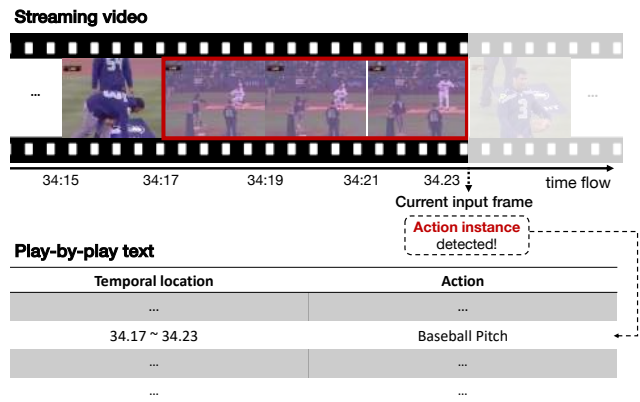 Streaming video
...
...
34:15 34:17 34:19 34:21 34.23 time flow
Current input frame
Action instance
detected!
Play-by-play text
Temporal location Action
... ...
34.17 ~ 34.23 Baseball Pitch
... ...
... ...